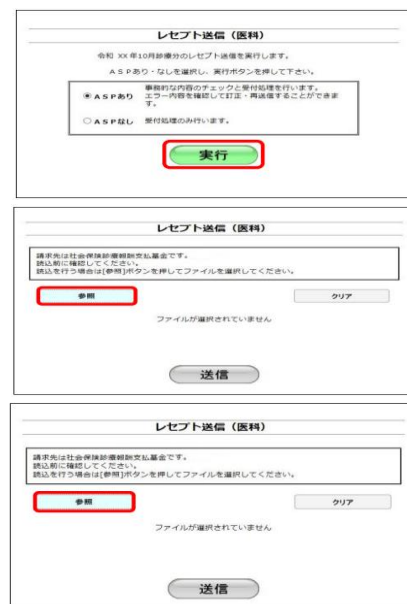 レセプト送信（医科）
令和 XX 年10月診療分のレセプト送信を実行します。
ＡＳＰあり・なしを選択し、実行ボタンを押して下さい。
ＡＳＰあり
事務的な内容のチェックと受付処理を行います。
エラー内容を確認して訂正・再送信することができま
す。
ＡＳＰなし
受付処理のみ行います。
実行
レセプト送信（医科）
請求先は社会保険診療報酬支払基金です。
読込前に確認してください。
読込を行う場合は[参照]ボタンを押してファイルを選択してください。
参照
クリア
ファイルが選択されていません
送信
レセプト送信（医科）
請求先は社会保険診療報酬支払基金です。
読込前に確認してください。
読込を行う場合は[参照]ボタンを押してファイルを選択してください。
参照
クリア
ファイルが選択されていません
送信